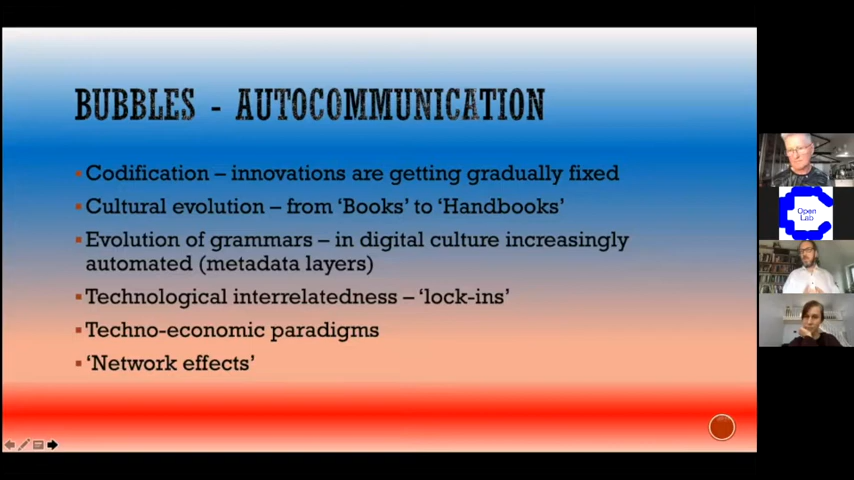 BUBBLES - AUTOCOMMUNICATION
Codification – innovations are getting gradually fixed
Cultural evolution – from ‘Books’ to ‘Handbooks’
Evolution of grammars – in digital culture increasingly
automated (metadata layers)
Technological interrelatedness – ‘lock-ins’
Techno-economic paradigms
‘Network effects’
Open
Lab